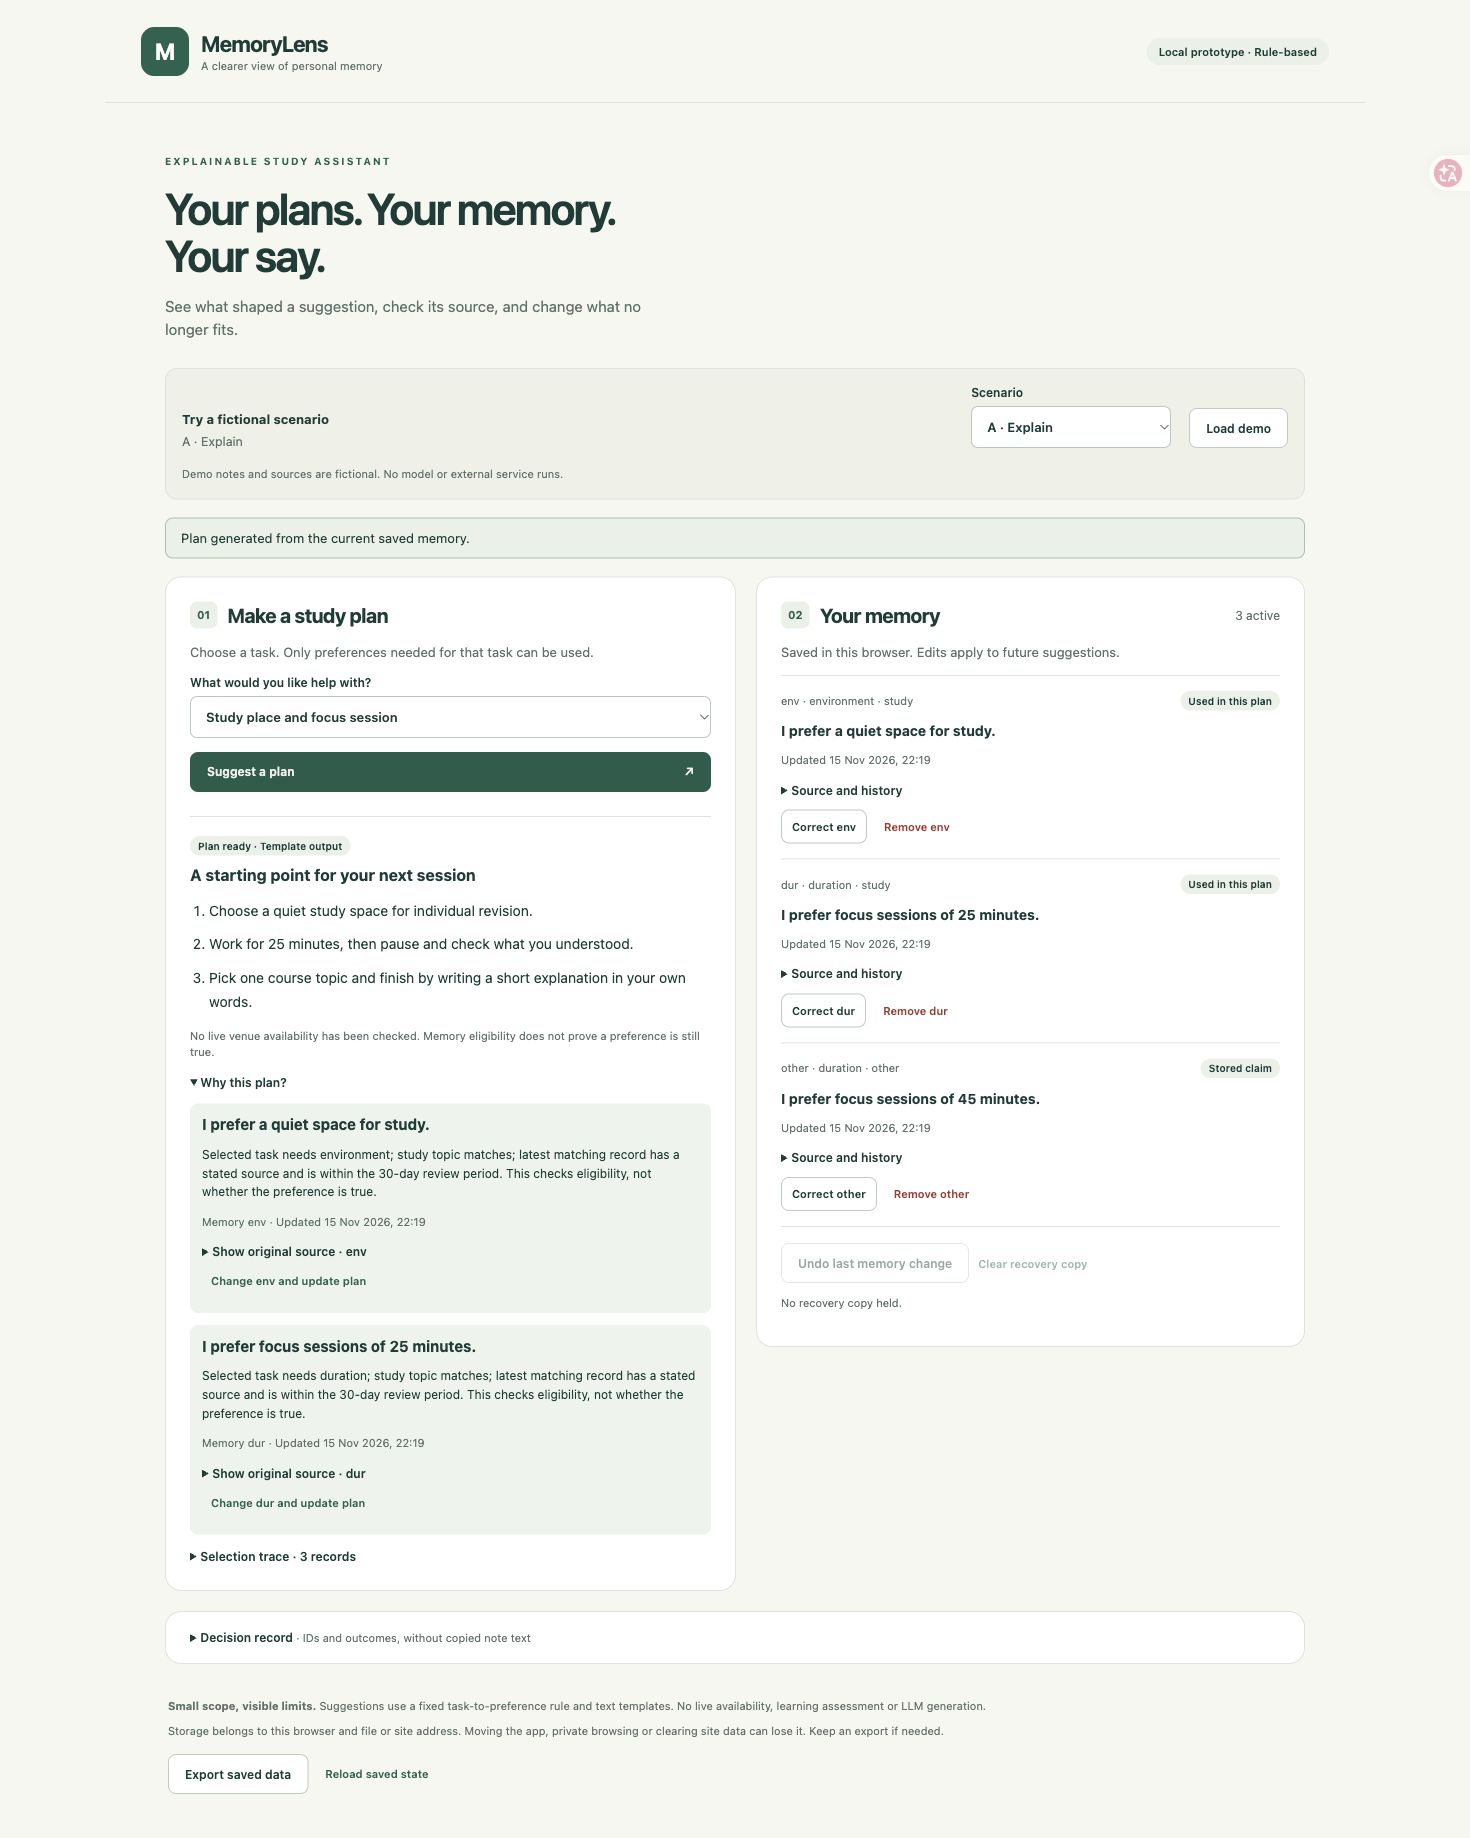 M
MemoryLens
A clearer view of personal memory
Local prototype · Rule-based
EXPLAINABLE STUDY ASSISTANT
Your plans. Your memory.
Your say.
See what shaped a suggestion, check its source, and change what no
longer fits.
Try a fictional scenario
A · Explain
Demo notes and sources are fictional. No model or external service runs.
Scenario
A · Explain
Load demo
Plan generated from the current saved memory.
01 Make a study plan
Choose a task. Only preferences needed for that task can be used.
What would you like help with?
Study place and focus session
Suggest a plan ↗
Plan ready · Template output
A starting point for your next session
1. Choose a quiet study space for individual revision.
2. Work for 25 minutes, then pause and check what you understood.
3. Pick one course topic and finish by writing a short explanation in your own
words.
No live venue availability has been checked. Memory eligibility does not prove a preference is still
true.
▼ Why this plan?
I prefer a quiet space for study.
Selected task needs environment; study topic matches; latest matching record has a
stated source and is within the 30-day review period. This checks eligibility, not
whether the preference is true.
Memory env · Updated 15 Nov 2026, 22:19
▶ Show original source · env
Change env and update plan
I prefer focus sessions of 25 minutes.
Selected task needs duration; study topic matches; latest matching record has a stated
source and is within the 30-day review period. This checks eligibility, not whether the
preference is true.
Memory dur · Updated 15 Nov 2026, 22:19
▶ Show original source · dur
Change dur and update plan
▶ Selection trace · 3 records
02 Your memory
3 active
Saved in this browser. Edits apply to future suggestions.
env · environment · study
Used in this plan
I prefer a quiet space for study.
Updated 15 Nov 2026, 22:19
▶ Source and history
Correct env Remove env
dur · duration · study
Used in this plan
I prefer focus sessions of 25 minutes.
Updated 15 Nov 2026, 22:19
▶ Source and history
Correct dur Remove dur
other · duration · other
Stored claim
I prefer focus sessions of 45 minutes.
Updated 15 Nov 2026, 22:19
▶ Source and history
Correct other Remove other
Undo last memory change Clear recovery copy
No recovery copy held.
▶ Decision record · IDs and outcomes, without copied note text
Small scope, visible limits. Suggestions use a fixed task-to-preference rule and text templates. No live availability, learning assessment or LLM generation.
Storage belongs to this browser and file or site address. Moving the app, private browsing or clearing site data can lose it. Keep an export if needed.
Export saved data Reload saved state